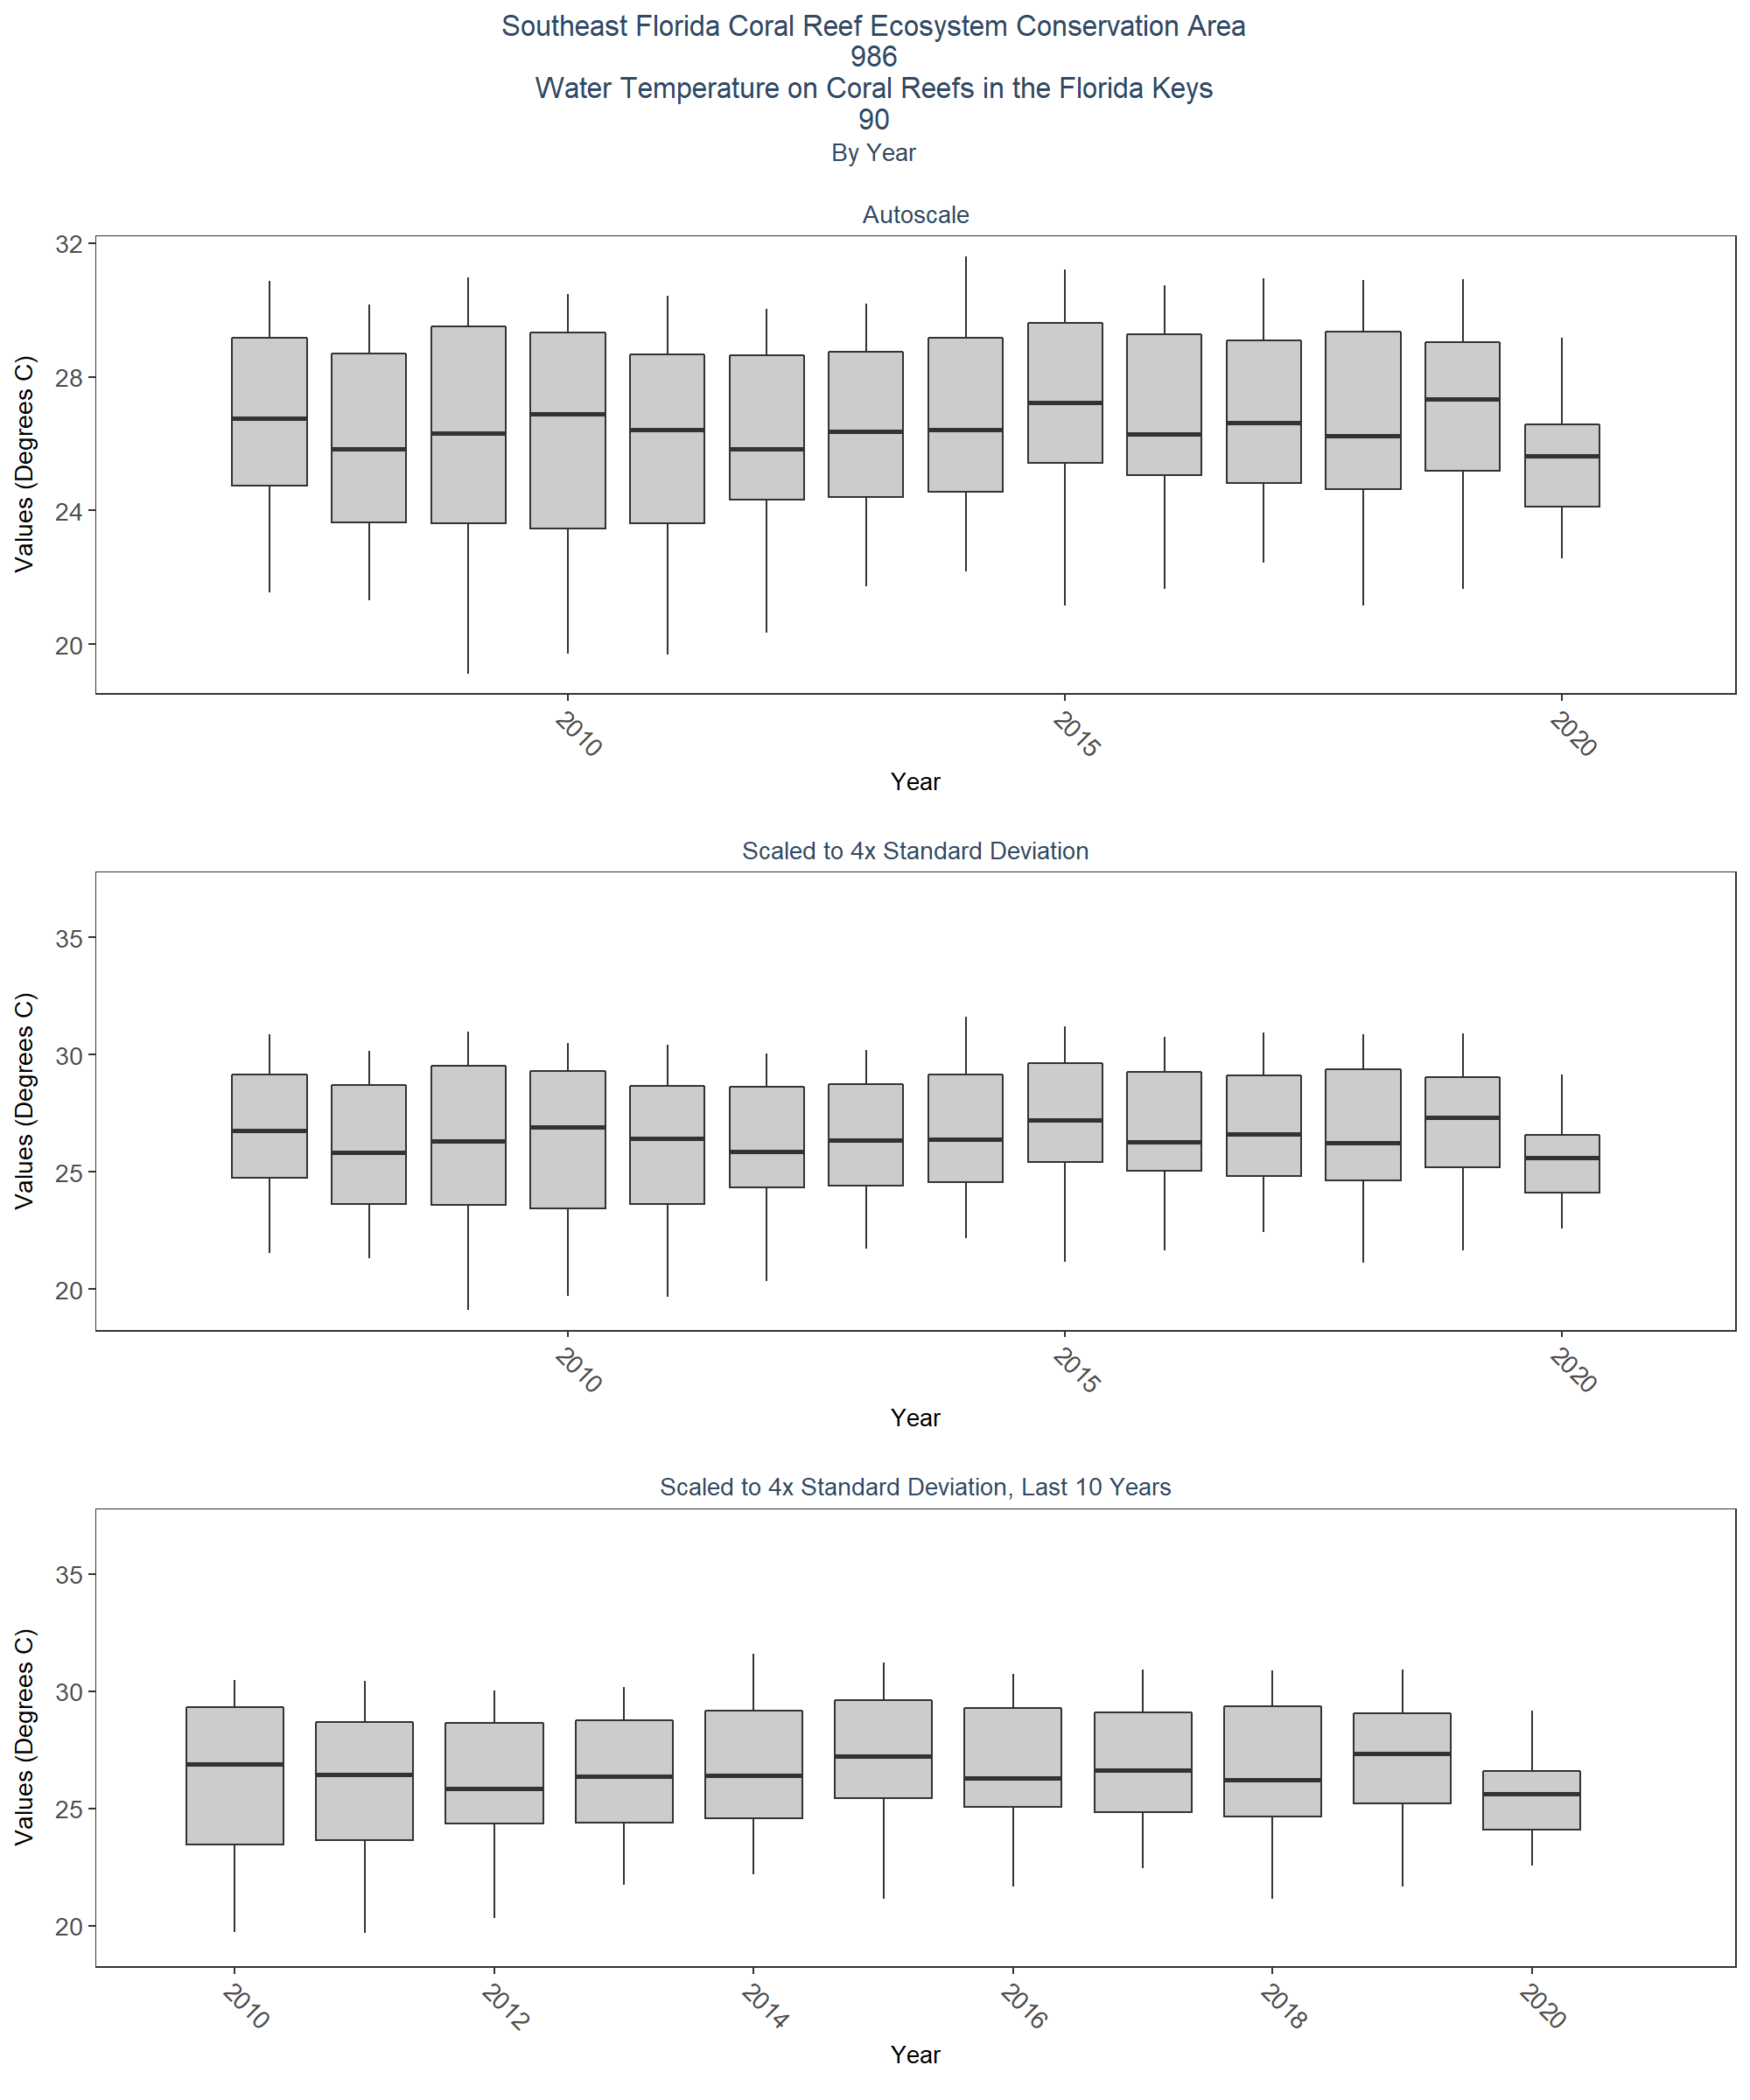 Southeast Florida Coral Reef Ecosystem Conservation Area
986
Water Temperature on Coral Reefs in the Florida Keys
90
By Year
Autoscale
32
28
24
20
Values (Degrees C)
2010
2015
2020
Year
Scaled to 4x Standard Deviation
35
30
25
20
Values (Degrees C)
2010
2015
2020
Year
Scaled to 4x Standard Deviation, Last 10 Years
35
30
25
20
Values (Degrees C)
2010
2012
2014
2016
2018
2020
Year